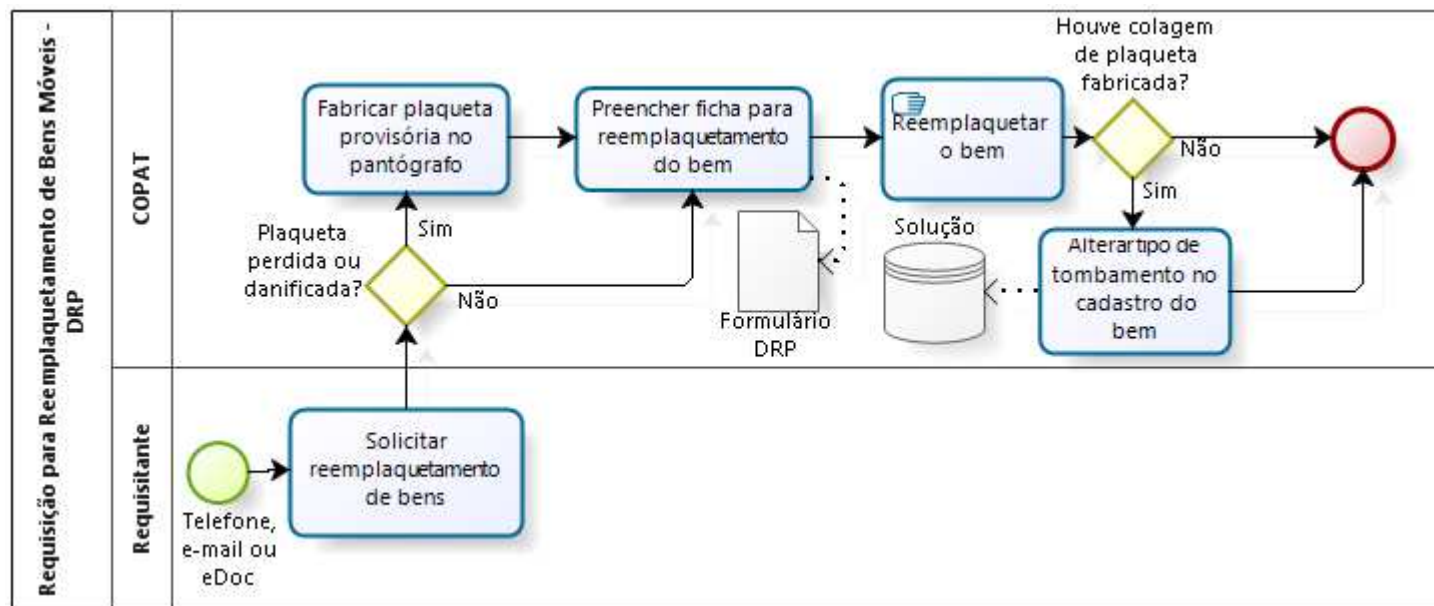 Requisição para Reemplaquetamento de Bens Móveis -
DRP
COPAT
Fabricar plaqueta
provisória no
pantógrafo
Preencher ficha para
reemplaquetamento
do bem
Reemplaquetar
o bem
Houve colagem
de plaqueta
fabricada?
Não
Sim
Plaqueta
perdida ou
danificada?
Sim
Não
Formulário
DRP
Solução
Alterartipo de
tombamento no
cadastro do
bem
Requisitante
Solicitar
reemplaquetamento
de bens
Telefone,
e-mail ou
eDoc